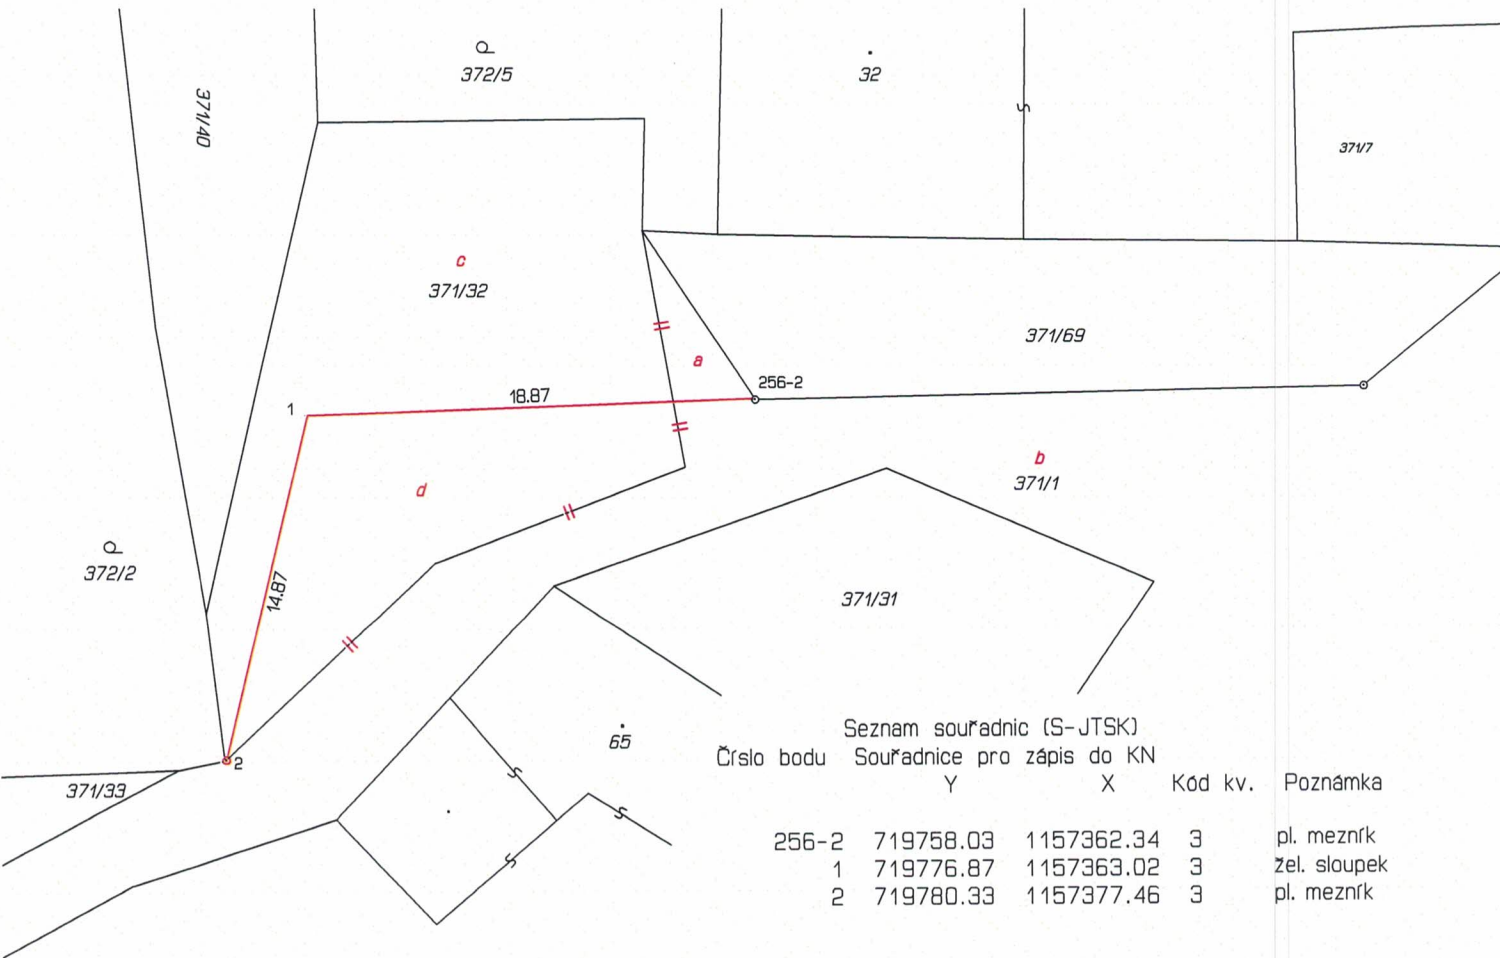 372/5
32
371/40
371/7
c
371/32
a
371/69
256-2
18.87
1
b
371/1
d
372/2
14.87
371/31
2
371/33
65
Seznam souřadnic (S-JTSK)
Číslo bodu Souřadnice pro zápis do KN
Y X Kód kv. Poznámka
256-2 719758.03 1157362.34 3 pl. mezník
1 719776.87 1157363.02 3 žel. sloupek
2 719780.33 1157377.46 3 pl. mezník